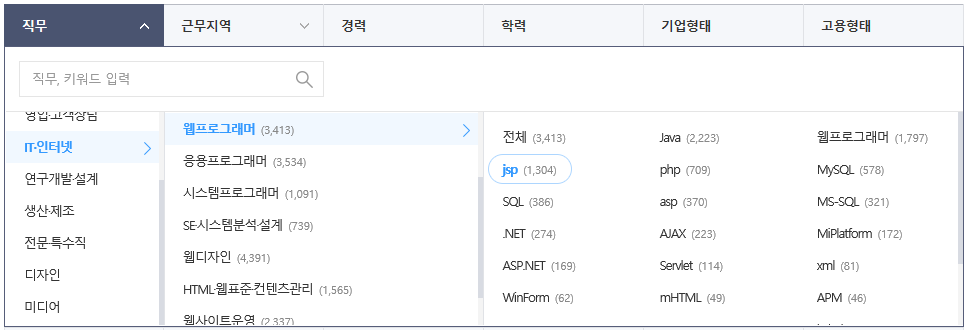 직무 근무지역 경력 학력 기업형태 고용형태
직무, 키워드 입력
영업·고객상담
IT·인터넷
연구개발·설계
생산·제조
전문·특수직
디자인
미디어
웹프로그래머 (3,413)
응용프로그래머 (3,534)
시스템프로그래머 (1,091)
SE·시스템분석·설계 (739)
웹디자인 (4,391)
HTML·웹표준·컨텐츠관리 (1,565)
웹사이트운영 (2,337)
전체 (3,413) Java (2,223) 웹프로그래머 (1,797)
jsp (1,304) php (709) MySQL (578)
SQL (386) asp (370) MS-SQL (321)
.NET (274) AJAX (223) MiPlatform (172)
ASP.NET (169) Servlet (114) xml (81)
WinForm (62) mHTML (49) APM (46)